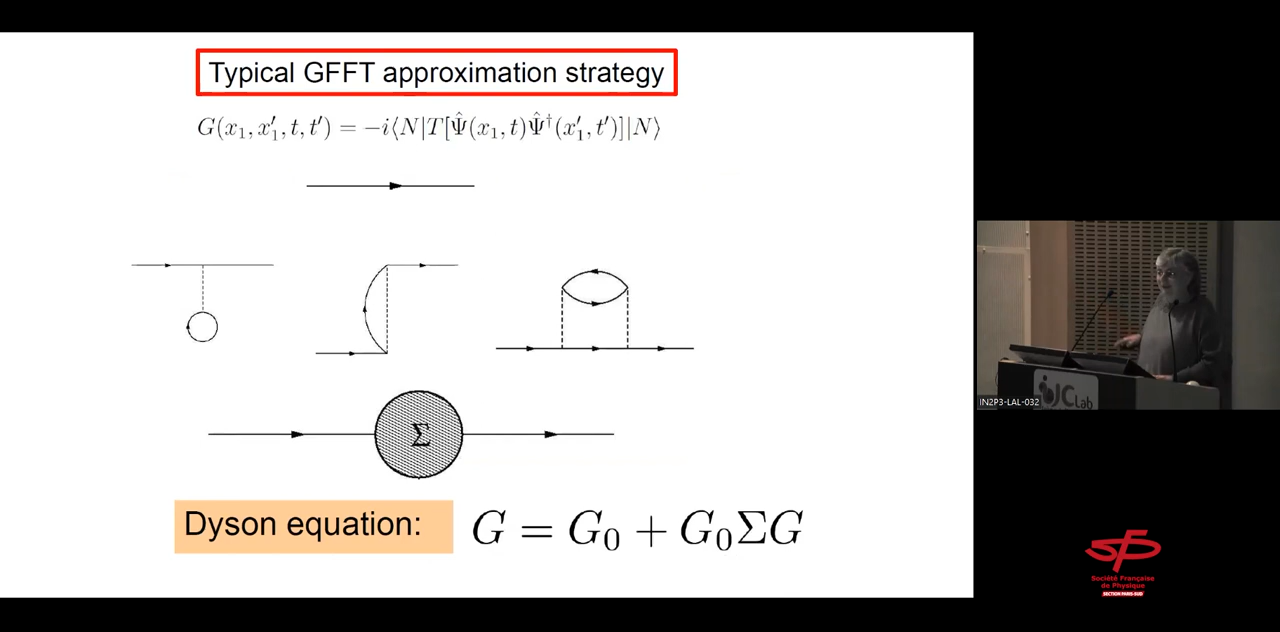 Typical GFFT approximation strategy
G(x₁, x₁′, t, t′) = −i⟨N|T[Ψ̂(x₁, t)Ψ̂†(x₁′, t′)]|N⟩
Σ
Dyson equation: G = G₀ + G₀ΣG
IJCLab
IN2P3-LAL-032
sfp
Société Française
de Physique
SECTION PARIS-SUD